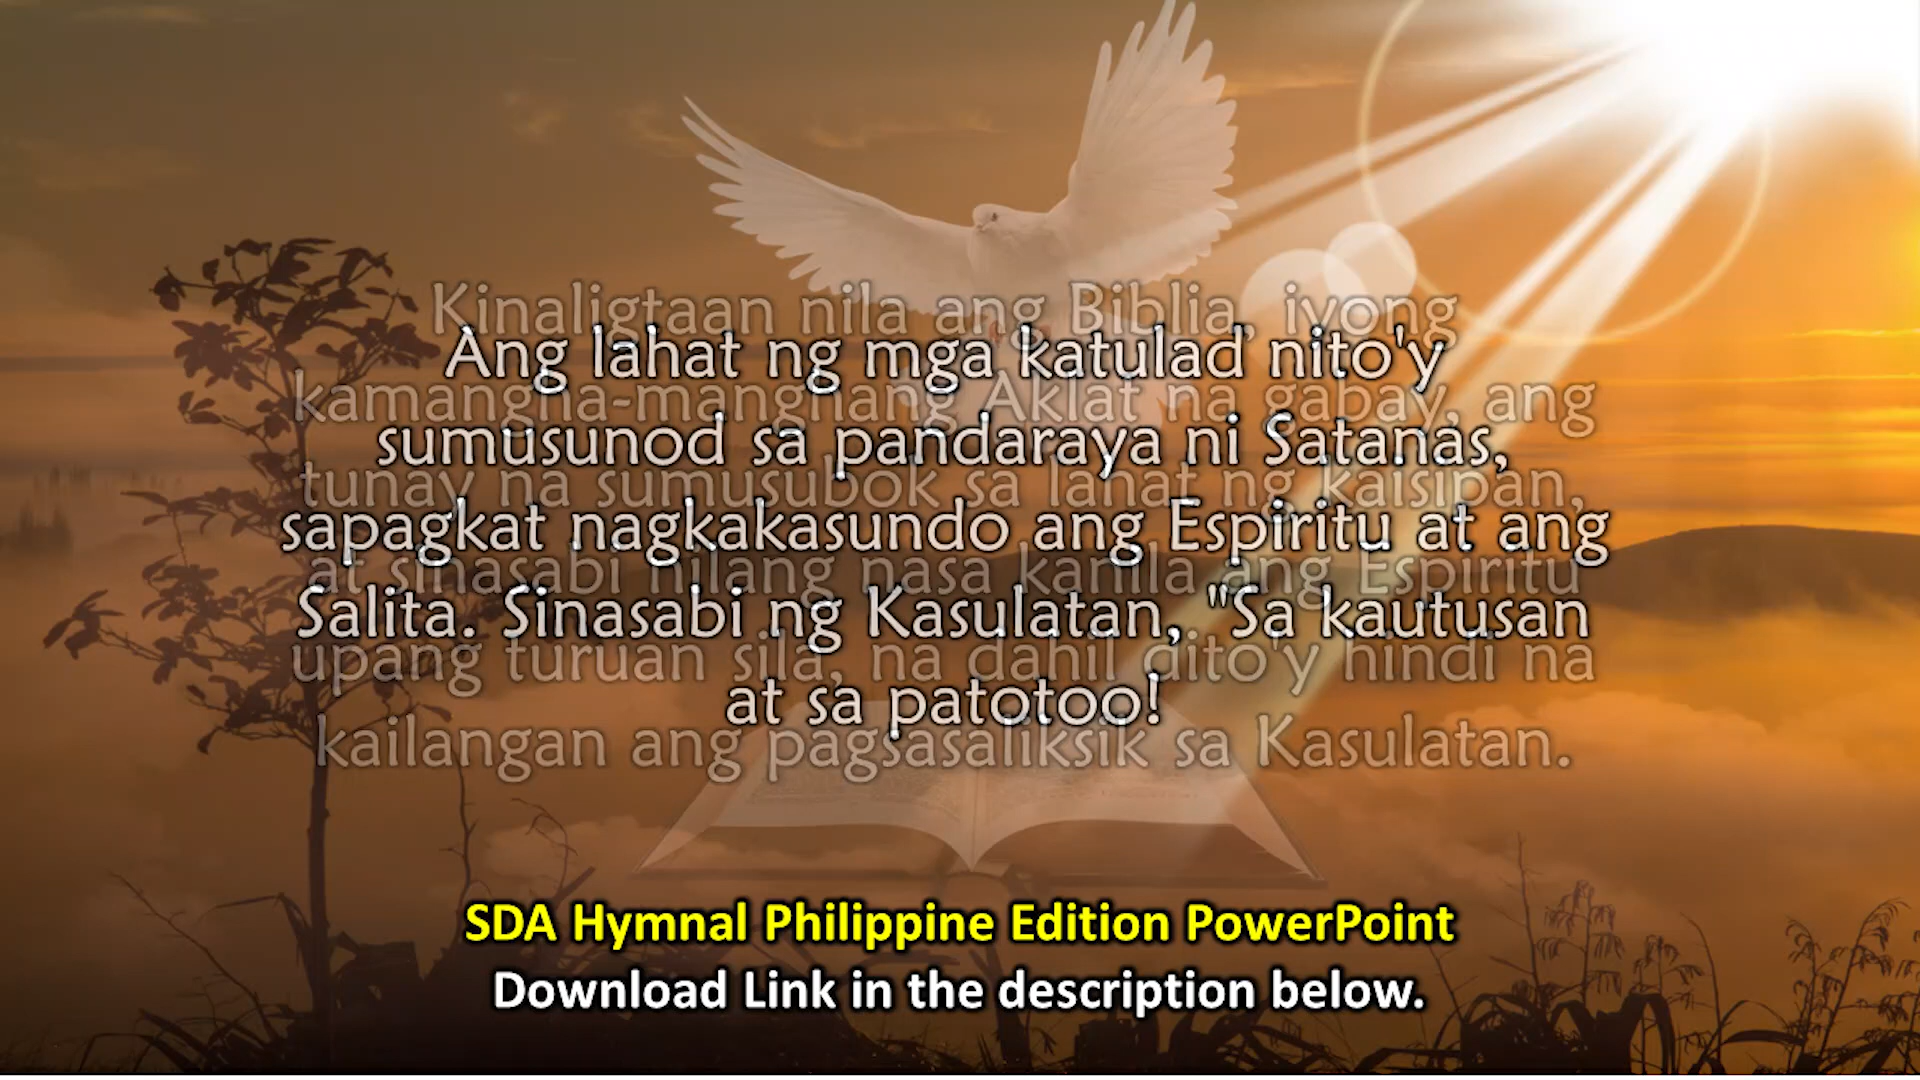 Kinaligtaan nila ang Biblia, iyong
kamangha-manghang Aklat na gabay, ang
tunay na sumusubok sa lahat ng kaisipan,
at sinasabi nilang nasa kanila ang Espiritu
upang turuan sila, na dahil dito'y hindi na
kailangan ang pagsasaliksik sa Kasulatan.
Ang lahat ng mga katulad nito'y
sumusunod sa pandaraya ni Satanas,
sapagkat nagkakasundo ang Espiritu at ang
Salita. Sinasabi ng Kasulatan, "Sa kautusan
at sa patotoo!
SDA Hymnal Philippine Edition PowerPoint
Download Link in the description below.